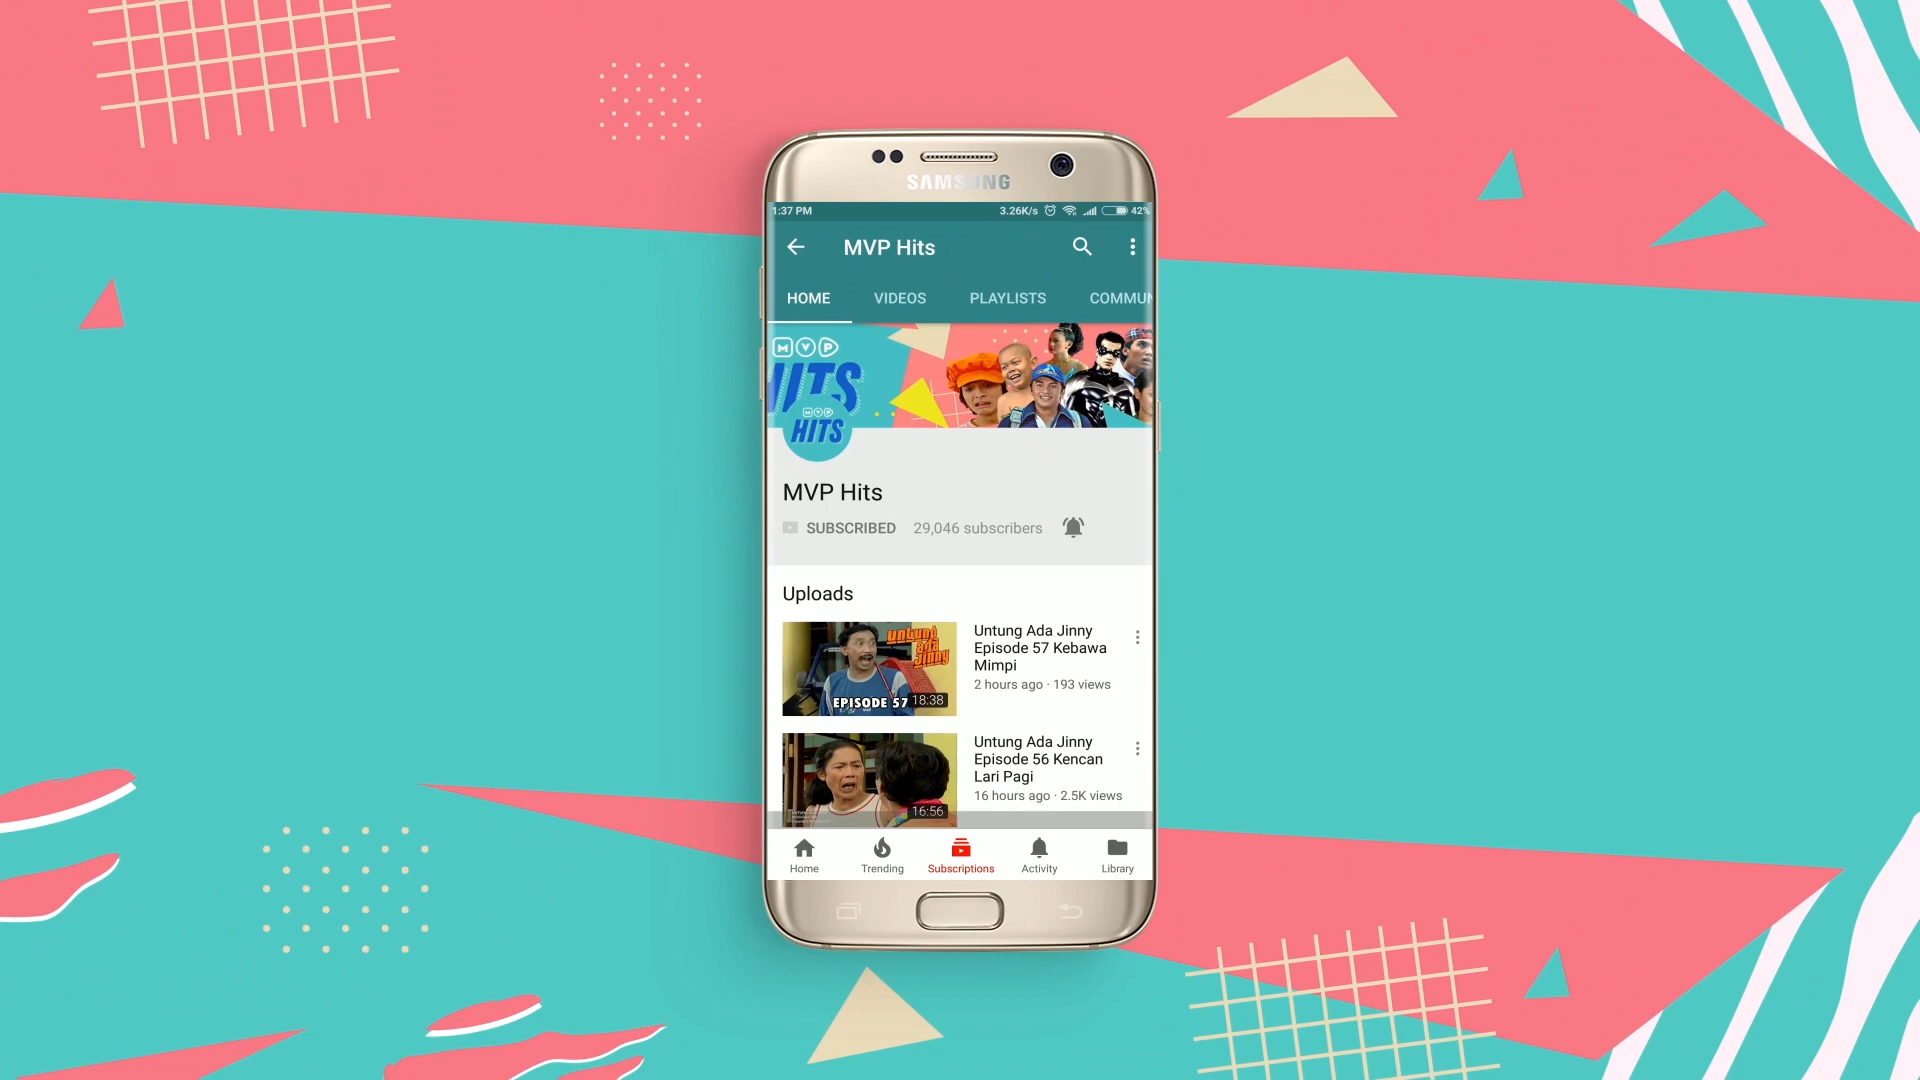 SAMSUNG
1:37 PM
3.26K/s
42%
MVP Hits
HOME
VIDEOS
PLAYLISTS
COMMUN
MVP
HITS
MVP
HITS
MVP Hits
SUBSCRIBED
29,046 subscribers
Uploads
UNTUNG
ADA
JINNY
EPISODE 57
18:38
Untung Ada Jinny
Episode 57 Kebawa
Mimpi
2 hours ago · 193 views
16:56
Untung Ada Jinny
Episode 56 Kencan
Lari Pagi
16 hours ago · 2.5K views
Home
Trending
Subscriptions
Activity
Library